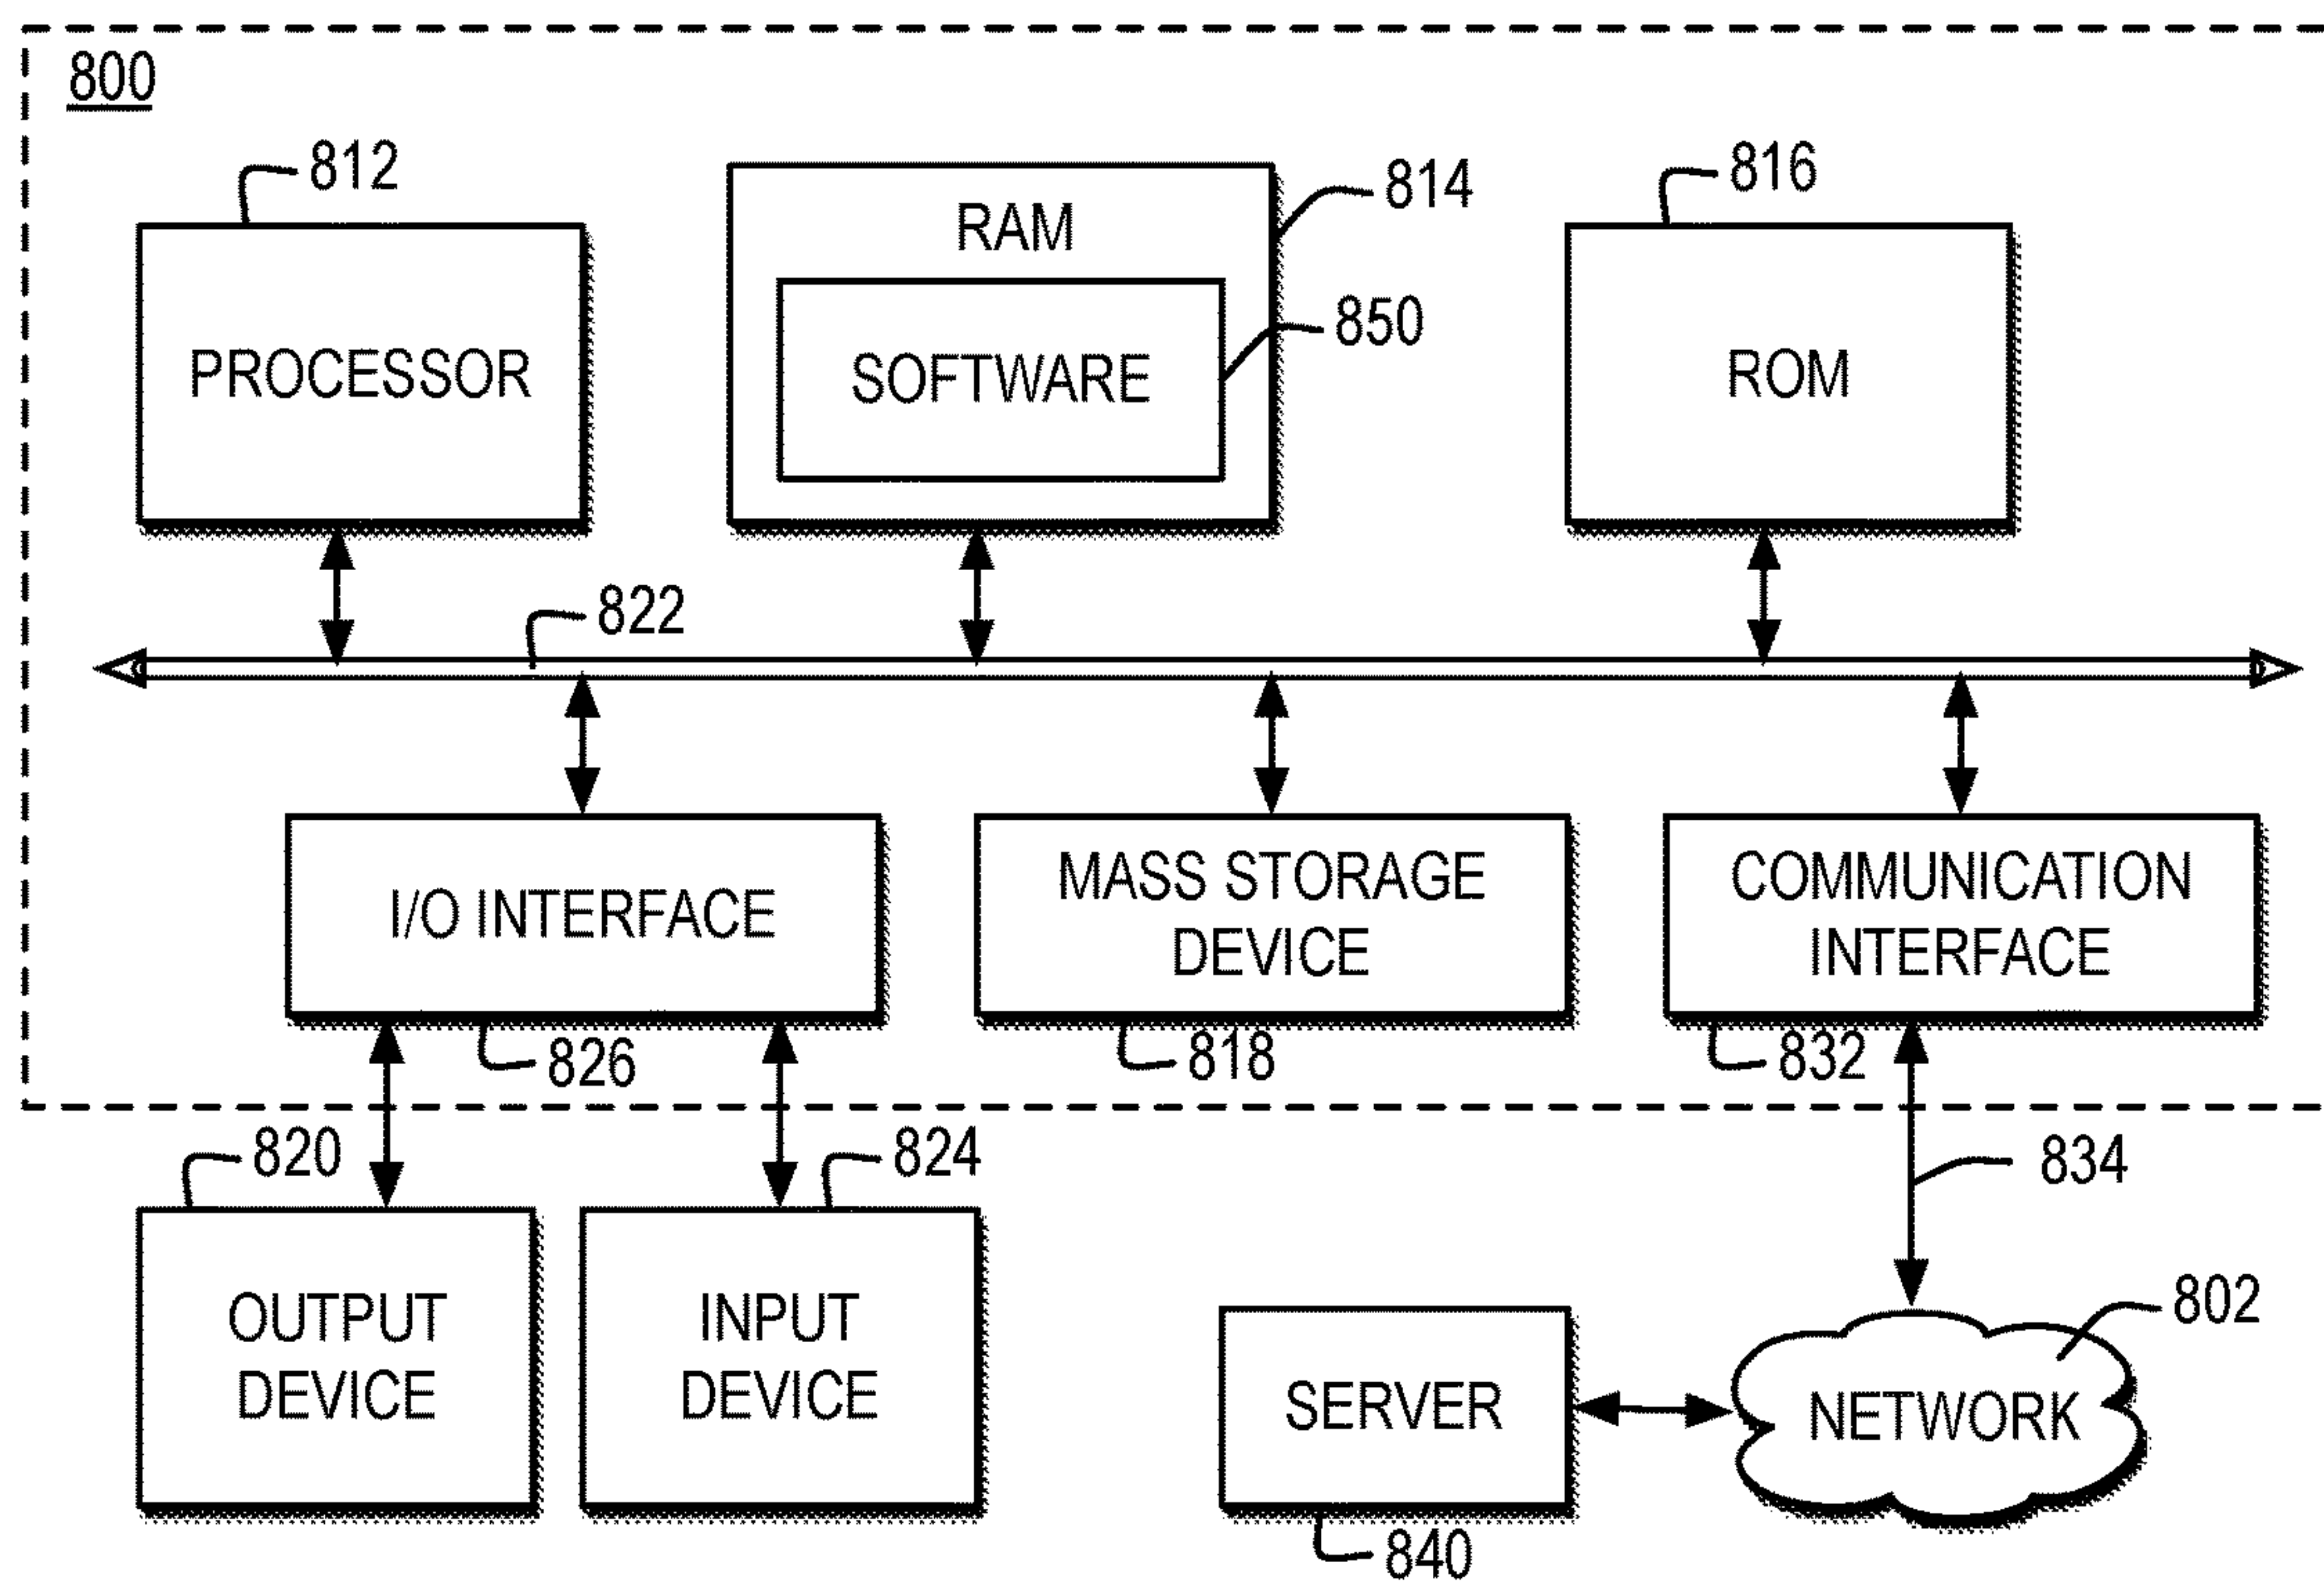 800
812
814
816
RAM
850
PROCESSOR
SOFTWARE
ROM
822
I/O INTERFACE
MASS STORAGE
DEVICE
COMMUNICATION
INTERFACE
826
818
832
820
824
834
OUTPUT
DEVICE
INPUT
DEVICE
802
SERVER
NETWORK
840